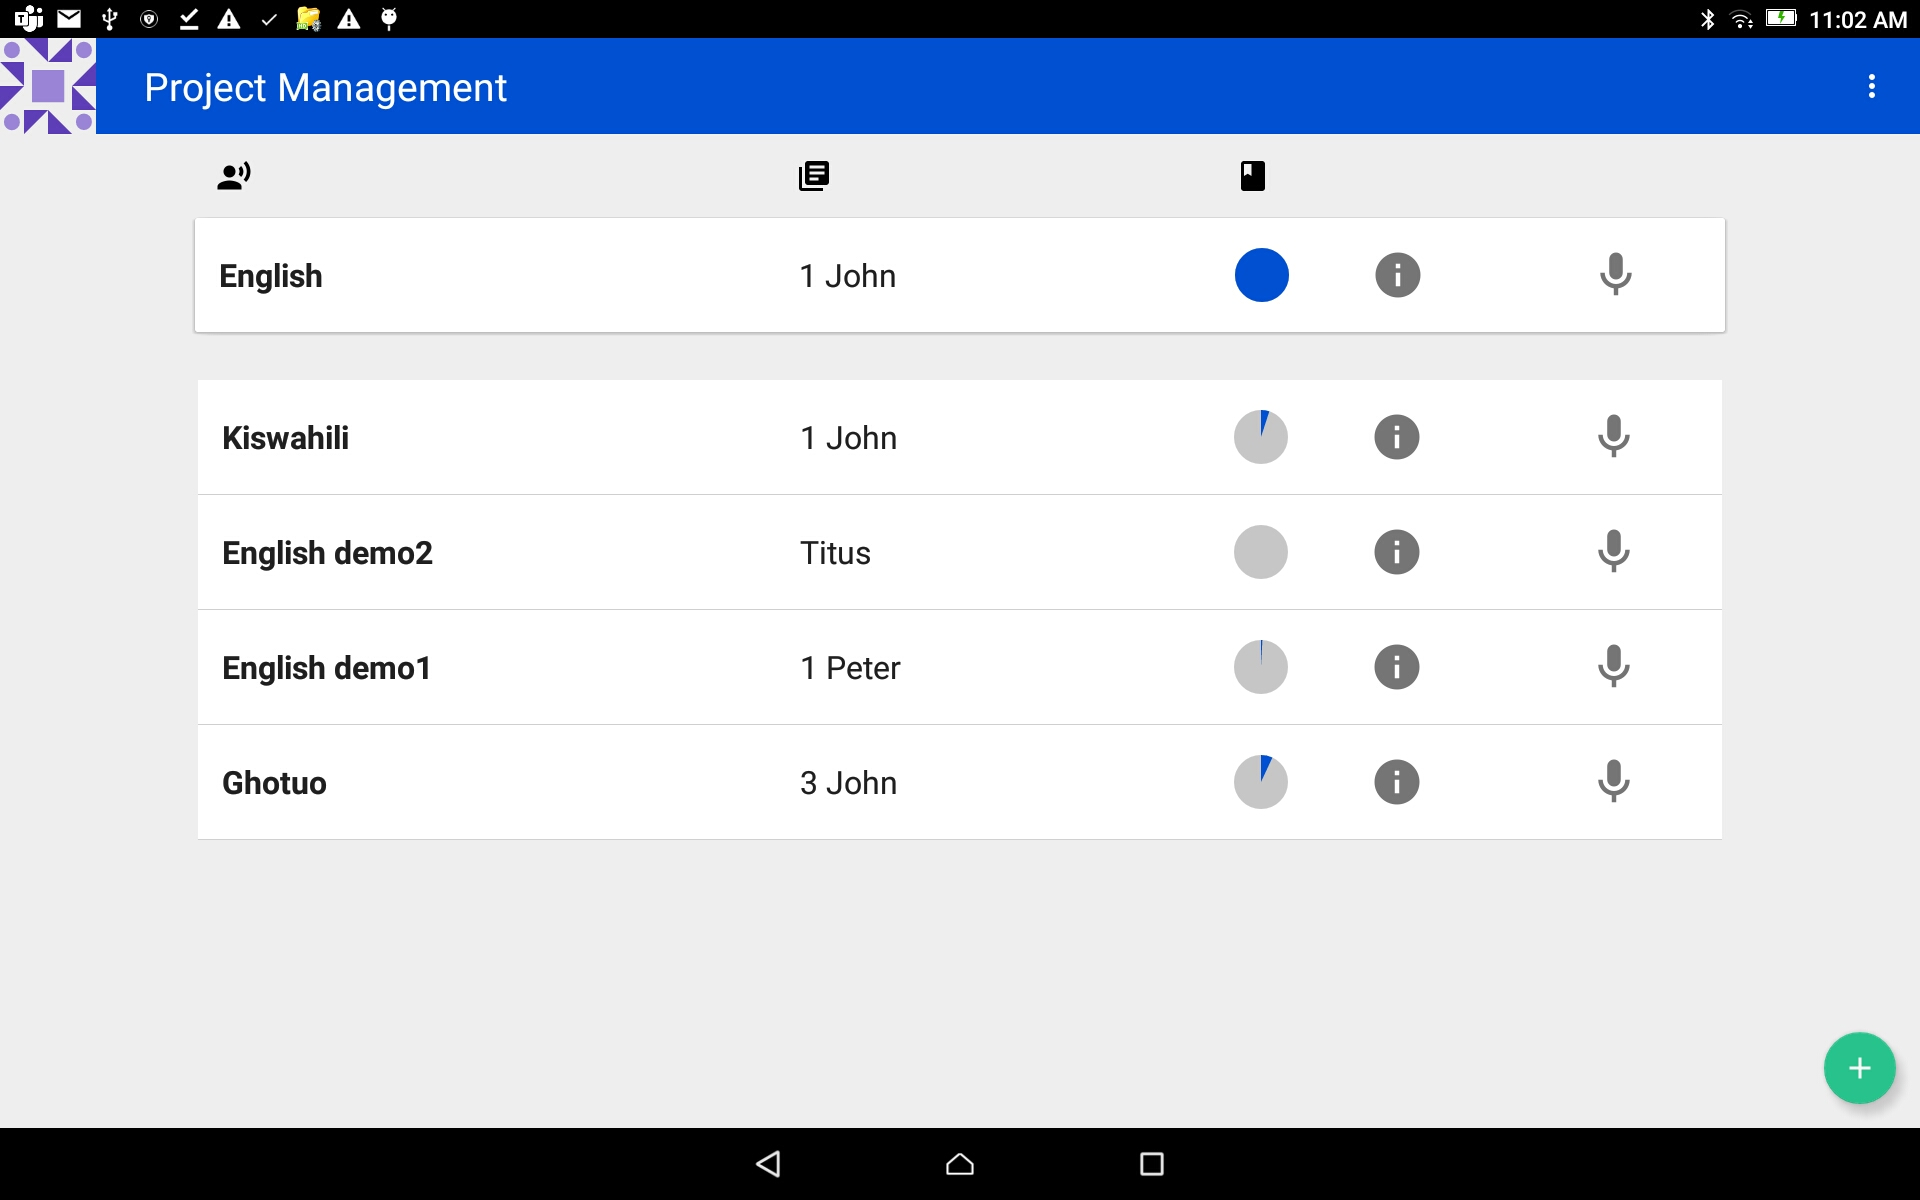 11:02 AM
Project Management
English 1 John
Kiswahili 1 John
English demo2 Titus
English demo1 1 Peter
Ghotuo 3 John